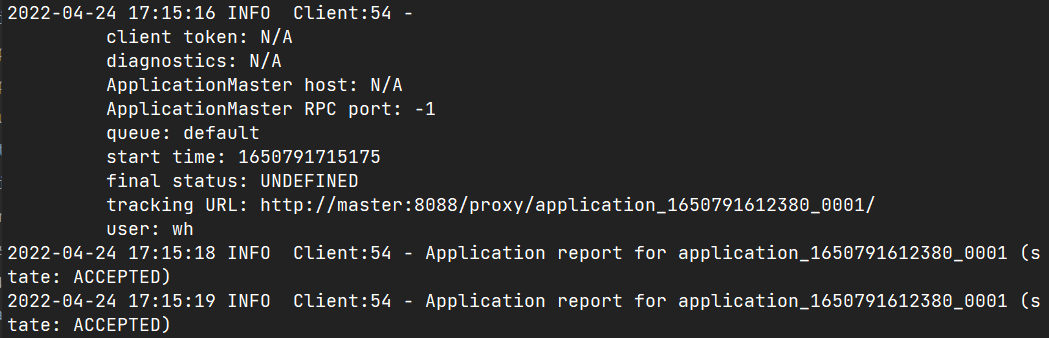 2022-04-24 17:15:16 INFO  Client:54 -
client token: N/A
diagnostics: N/A
ApplicationMaster host: N/A
ApplicationMaster RPC port: -1
queue: default
start time: 1650791715175
final status: UNDEFINED
tracking URL: http://master:8088/proxy/application_1650791612380_0001/
user: wh
2022-04-24 17:15:18 INFO  Client:54 - Application report for application_1650791612380_0001 (s
tate: ACCEPTED)
2022-04-24 17:15:19 INFO  Client:54 - Application report for application_1650791612380_0001 (s
tate: ACCEPTED)